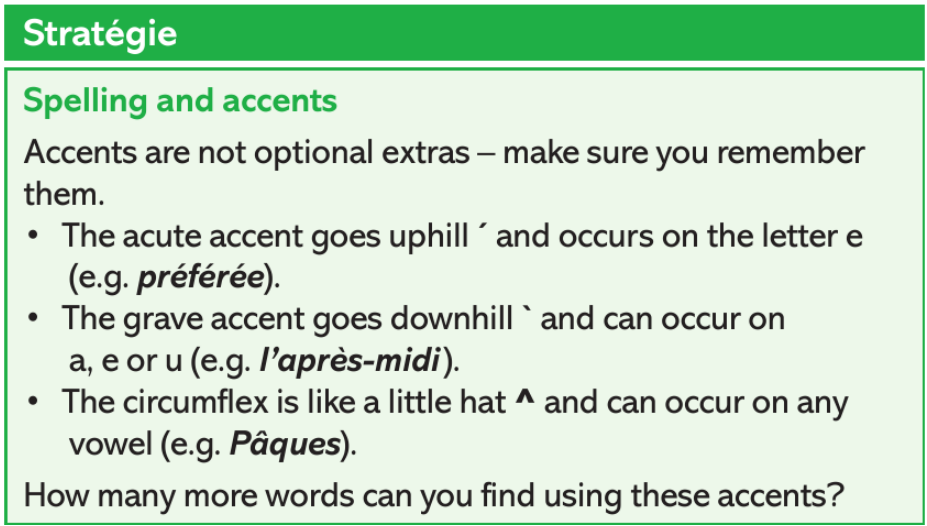 Stratégie
Spelling and accents
Accents are not optional extras – make sure you remember
them.
• The acute accent goes uphill ´ and occurs on the letter e
(e.g. préférée).
• The grave accent goes downhill ` and can occur on
a, e or u (e.g. l’après-midi).
• The circumflex is like a little hat ^ and can occur on any
vowel (e.g. Pâques).
How many more words can you find using these accents?